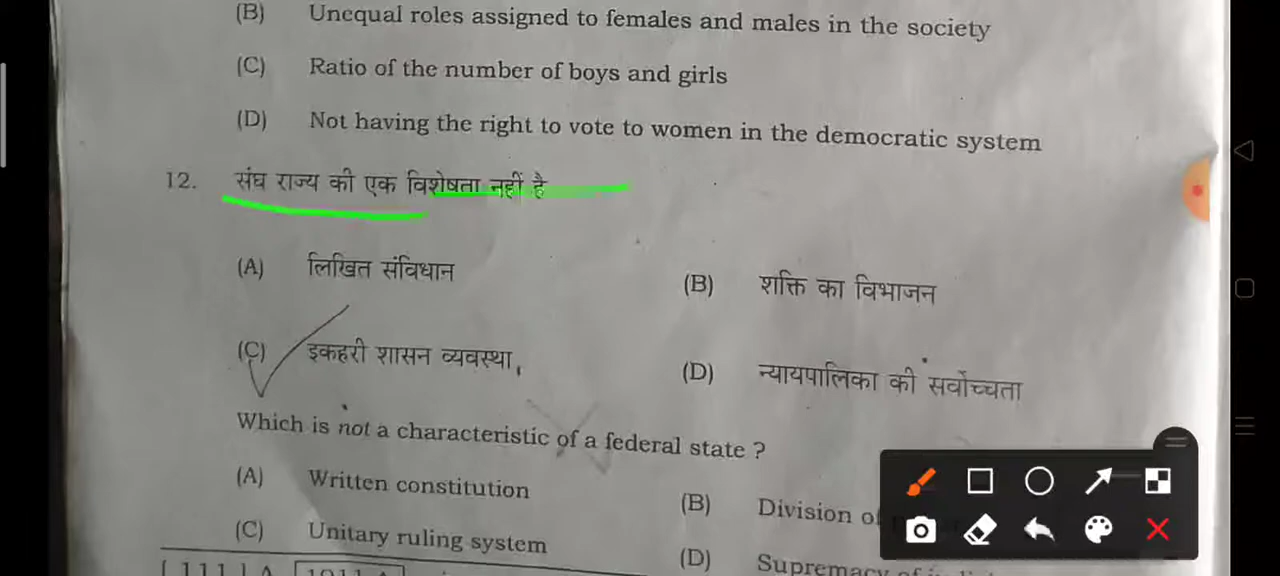 (B) Unequal roles assigned to females and males in the society
(C) Ratio of the number of boys and girls
(D) Not having the right to vote to women in the democratic system
12. संघ राज्य की एक विशेषता नहीं है
(A) लिखित संविधान
(B) शक्ति का विभाजन
(C) इकहरी शासन व्यवस्था
(D) न्यायपालिका की सर्वोच्चता
Which is not a characteristic of a federal state ?
(A) Written constitution
(B) Division of
(C) Unitary ruling system
(D) Supremacy of
[ 111 ] A